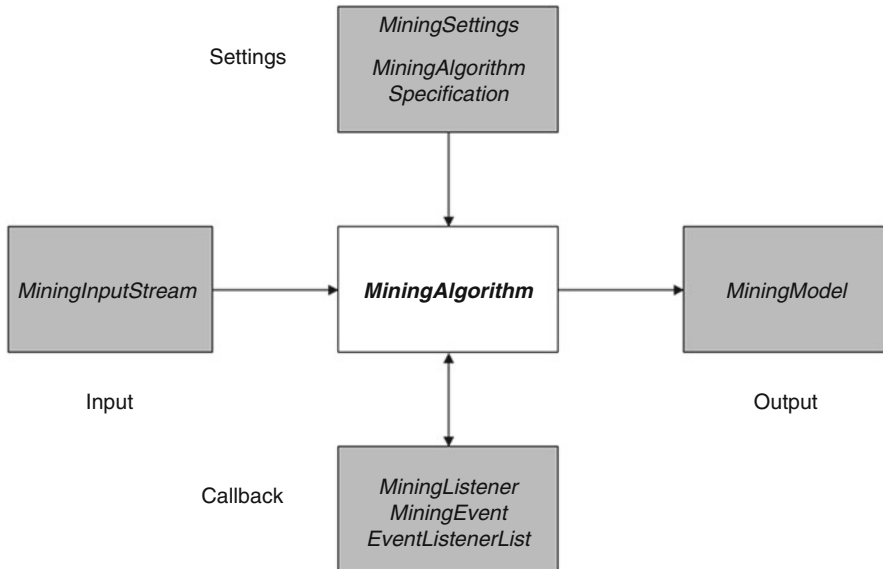 Settings
MiningSettings
MiningAlgorithm
Specification
MiningInputStream
MiningAlgorithm
MiningModel
Input
Output
Callback
MiningListener
MiningEvent
EventListenerList